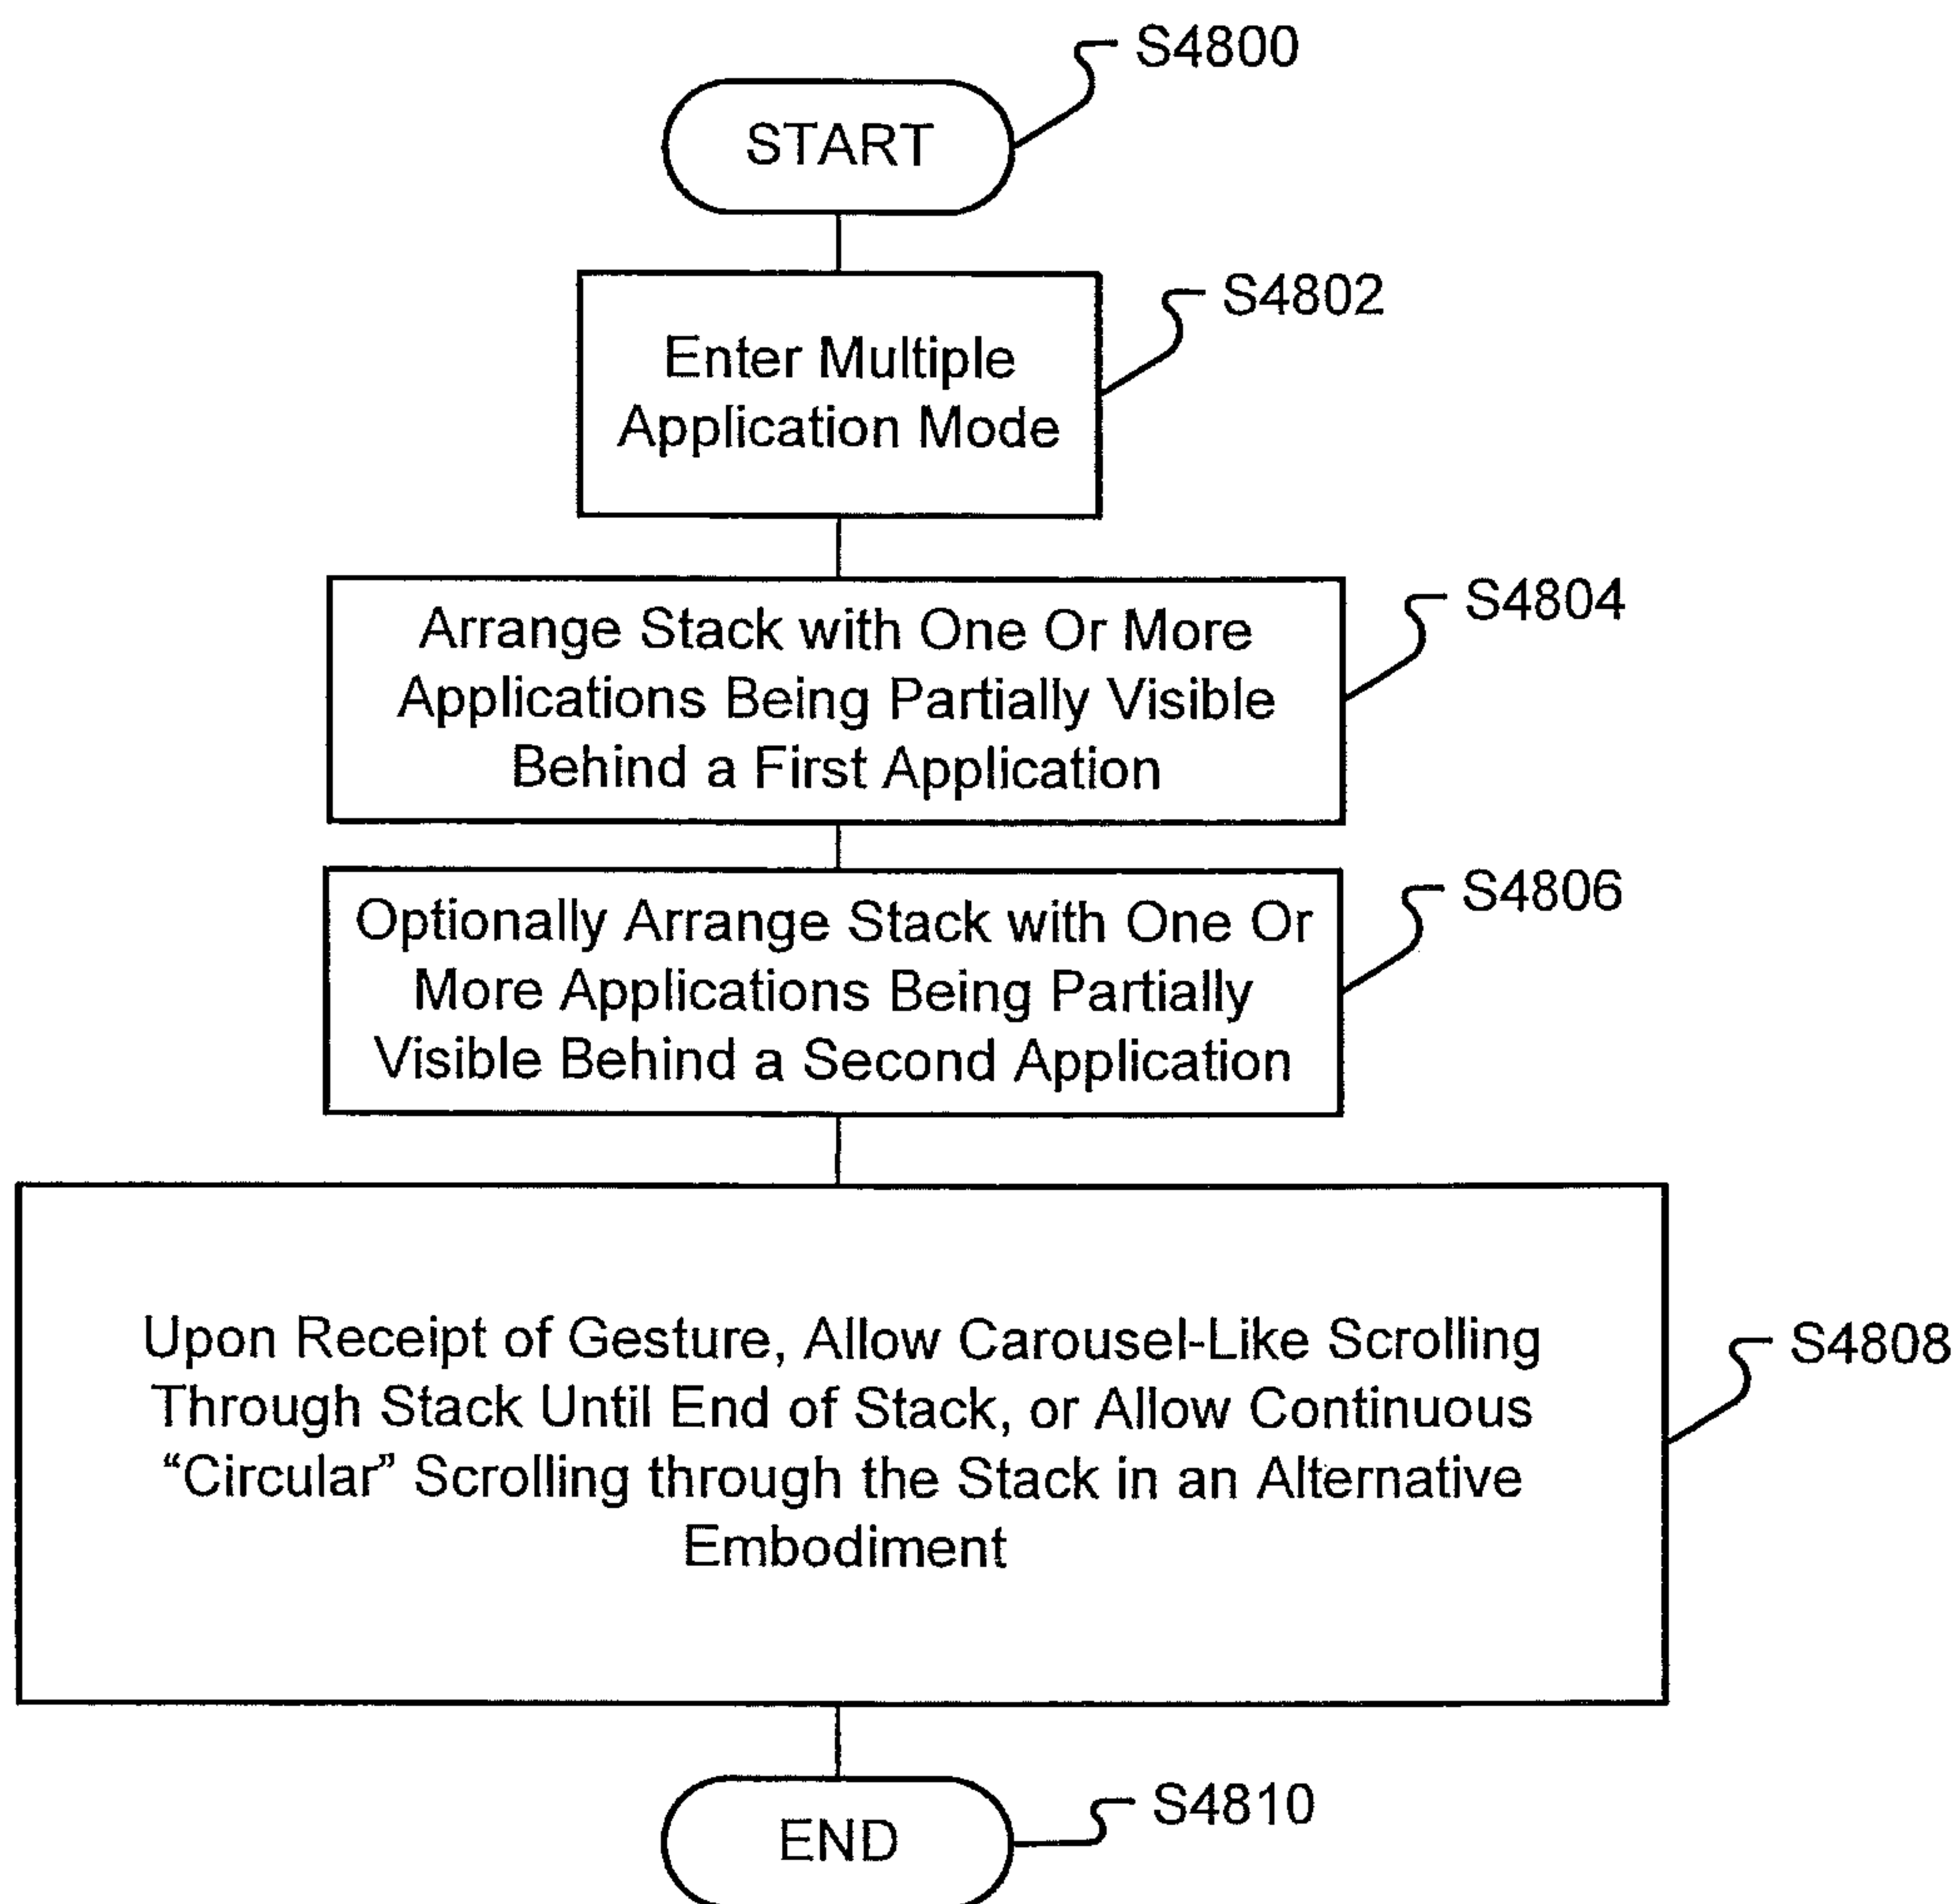 S4800
START
S4802
Enter Multiple
Application Mode
S4804
Arrange Stack with One Or More
Applications Being Partially Visible
Behind a First Application
S4806
Optionally Arrange Stack with One Or
More Applications Being Partially
Visible Behind a Second Application
S4808
Upon Receipt of Gesture, Allow Carousel-Like Scrolling
Through Stack Until End of Stack, or Allow Continuous
“Circular” Scrolling through the Stack in an Alternative
Embodiment
S4810
END